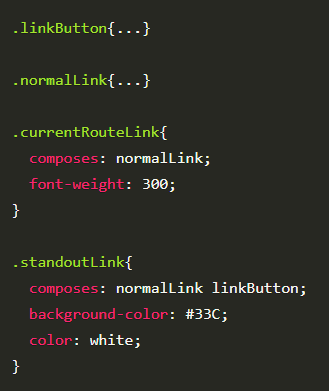 .linkButton{...}
.normalLink{...}
.currentRouteLink{
composes: normalLink;
font-weight: 300;
}
.standoutLink{
composes: normalLink linkButton;
background-color: #33C;
color: white;
}